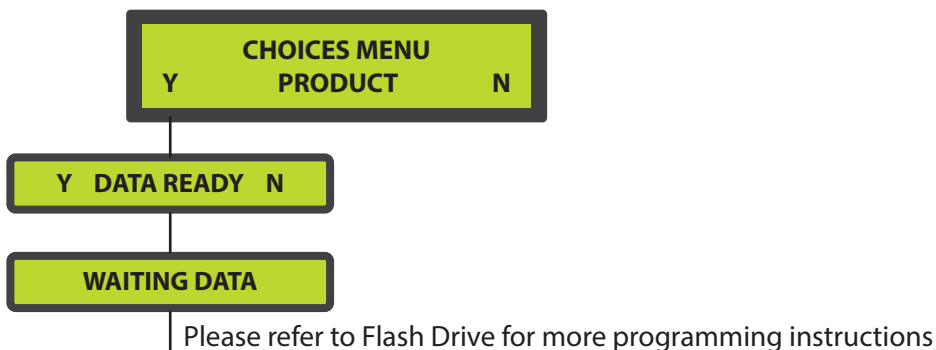 CHOICES MENU
Y PRODUCT N
Y DATA READY N
WAITING DATA
Please refer to Flash Drive for more programming instructions